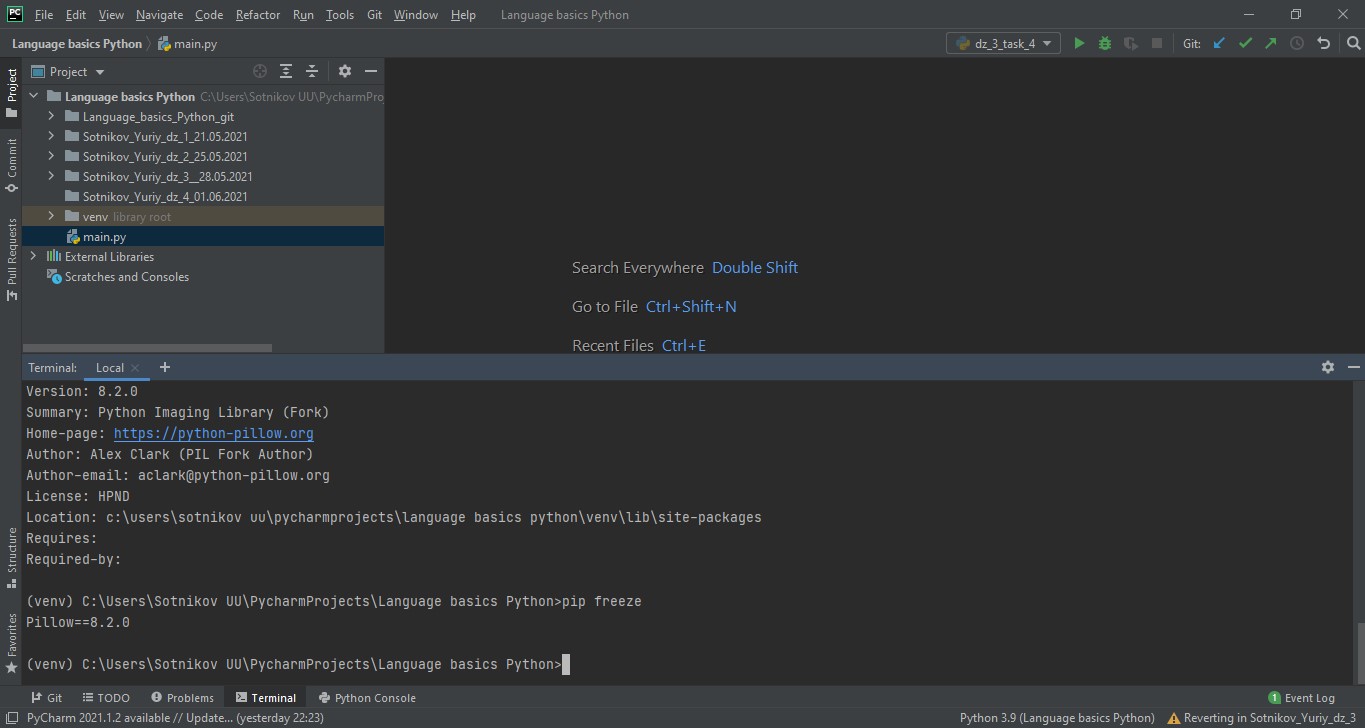 PC File Edit View Navigate Code Refactor Run Tools Git Window Help Language basics Python
Language basics Python main.py dz_3_task_4 Git:
Project
Project
Language basics Python C:\Users\Sotnikov UU\PycharmPro
Language_basics_Python_git
Sotnikov_Yuriy_dz_1_21.05.2021
Commit
Sotnikov_Yuriy_dz_2_25.05.2021
Sotnikov_Yuriy_dz_3__28.05.2021
Sotnikov_Yuriy_dz_4_01.06.2021
venv library root
Pull Requests
main.py
External Libraries
Scratches and Consoles
Search Everywhere Double Shift
Go to File Ctrl+Shift+N
Recent Files Ctrl+E
Terminal: Local
Version: 8.2.0
Summary: Python Imaging Library (Fork)
Home-page: https://python-pillow.org
Author: Alex Clark (PIL Fork Author)
Author-email: aclark@python-pillow.org
License: HPND
Location: c:\users\sotnikov uu\pycharmprojects\language basics python\venv\lib\site-packages
Requires:
Required-by:
Structure
(venv) C:\Users\Sotnikov UU\PycharmProjects\Language basics Python>pip freeze
Pillow==8.2.0
Favorites
(venv) C:\Users\Sotnikov UU\PycharmProjects\Language basics Python>
Git TODO Problems Terminal Python Console 1 Event Log
PyCharm 2021.1.2 available // Update... (yesterday 22:23) Python 3.9 (Language basics Python) Reverting in Sotnikov_Yuriy_dz_3